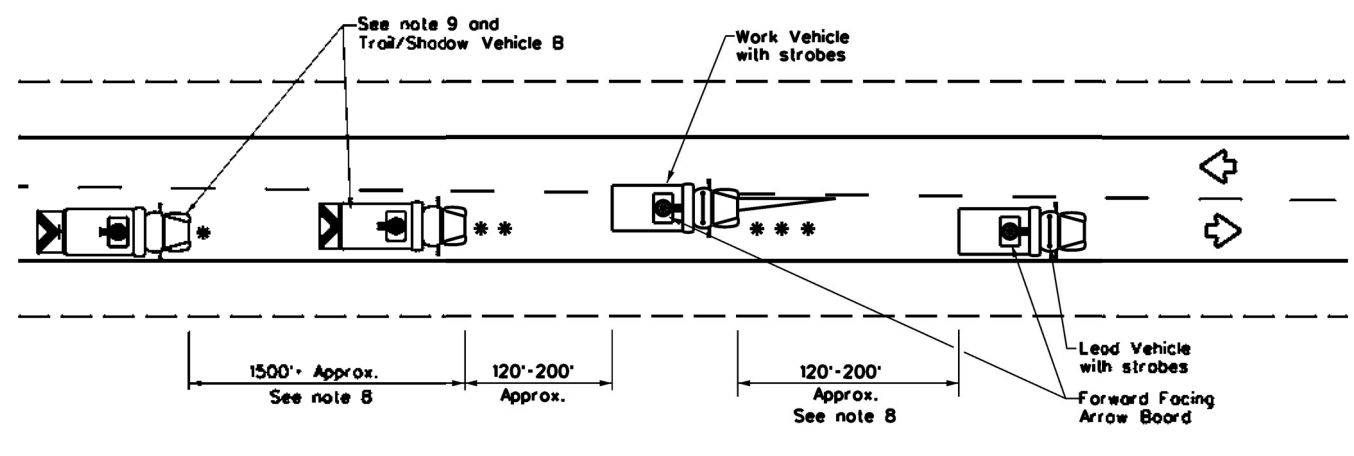 See note 9 and
Trail/Shadow Vehicle B
Work Vehicle
with strobes
1500'+ Approx.
See note 8
120'-200'
Approx.
120'-200'
Approx.
See note 8
Lead Vehicle
with strobes
Forward Facing
Arrow Board